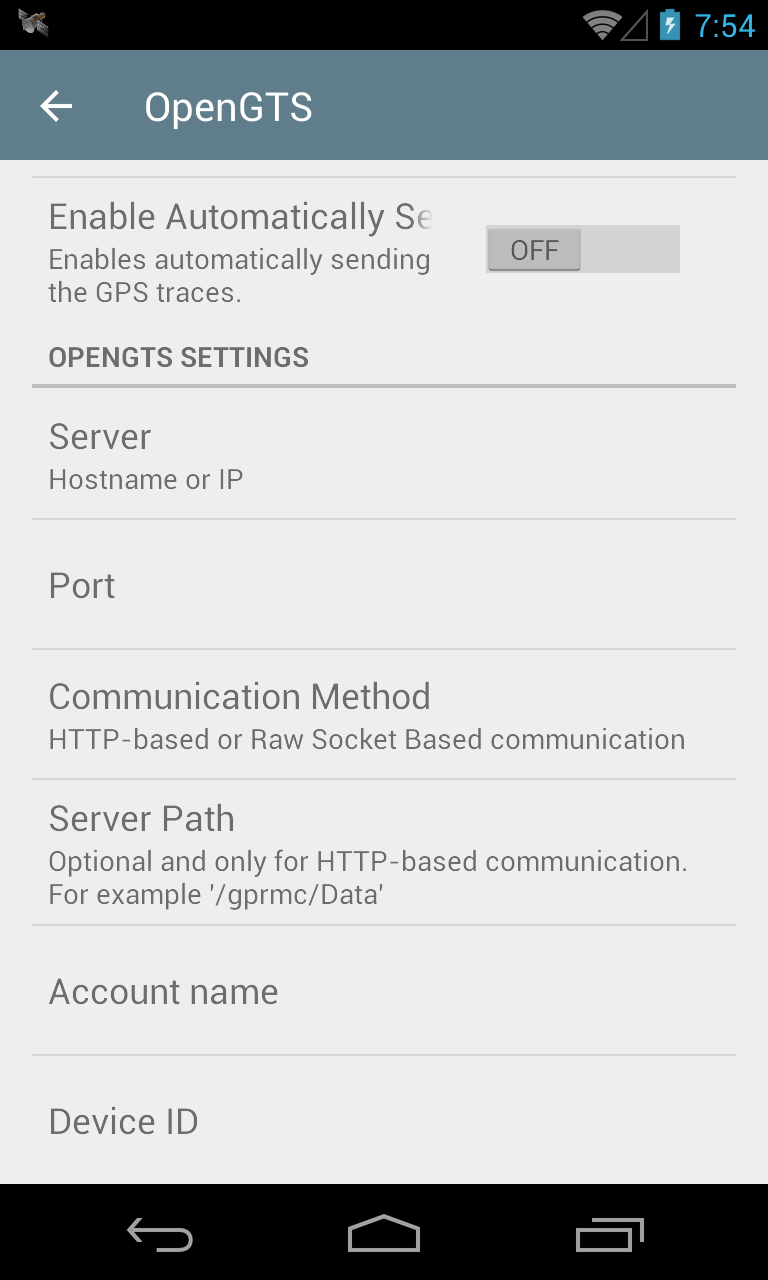 7:54
OpenGTS
Enable Automatically Se
Enables automatically sending
the GPS traces.
OFF
OPENGTS SETTINGS
Server
Hostname or IP
Port
Communication Method
HTTP-based or Raw Socket Based communication
Server Path
Optional and only for HTTP-based communication.
For example '/gprmc/Data'
Account name
Device ID